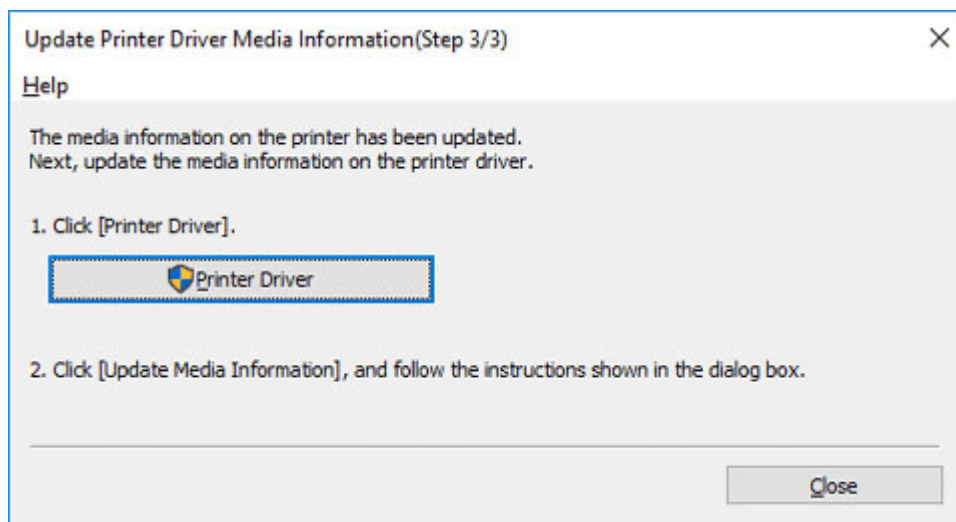 Update Printer Driver Media Information(Step 3/3)
Help
The media information on the printer has been updated.
Next, update the media information on the printer driver.
1. Click [Printer Driver].
Printer Driver
2. Click [Update Media Information], and follow the instructions shown in the dialog box.
Close